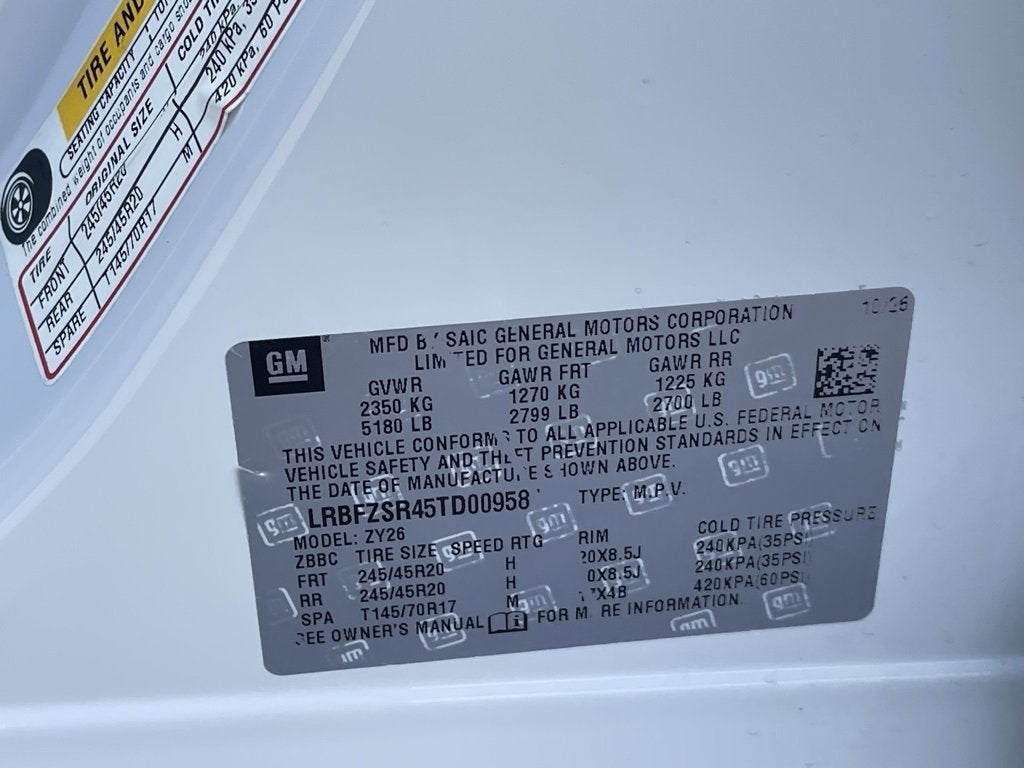 TIRE AND
SEATING CAPACITY
The combined weight of occupants and cargo
TIRE ORIGINAL SIZE COLD
FRONT 245/45R20 H 240 kPa,
REAR 245/45R20 H 240 kPa,
SPARE T145/70R17 M 420 kPa, 60
GM
10/26
MFD B SAIC GENERAL MOTORS CORPORATION
LIM TED FOR GENERAL MOTORS LLC
GVWR GAWR FRT GAWR RR
2350 KG 1270 KG 1225 KG
5180 LB 2799 LB 2700 LB
THIS VEHICLE CONFORMS TO ALL APPLICABLE U.S. FEDERAL MOTOR
VEHICLE SAFETY AND THEFT PREVENTION STANDARDS IN EFFECT ON
THE DATE OF MANUFACTURE SHOWN ABOVE.
LRBFZSR45TD00958 TYPE: M.P.V.
MODEL: ZY26
ZBBC TIRE SIZE SPEED RTG RIM COLD TIRE PRESSURE
FRT 245/45R20 H 20X8.5J 240KPA(35PSI)
RR 245/45R20 H 0X8.5J 240KPA(35PSI)
SPA T145/70R17 M 7X4B 420KPA(60PSI)
SEE OWNER'S MANUAL FOR MORE INFORMATION.